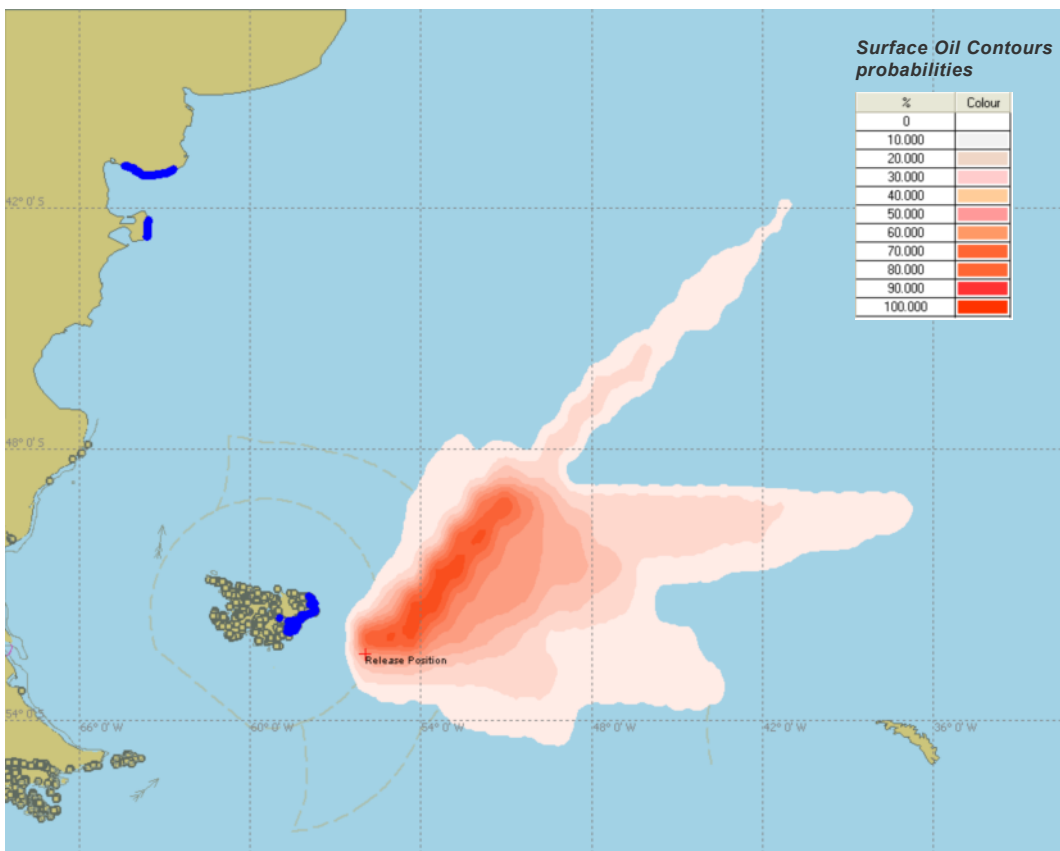 Surface Oil Contours
probabilities
% Colour
0
10.000
20.000
30.000
40.000
50.000
60.000
70.000
80.000
90.000
100.000
42° 0' S
48° 0' S
Release Position
54° 0' S
66° 0' W 60° 0' W 54° 0' W 48° 0' W 42° 0' W 36° 0' W